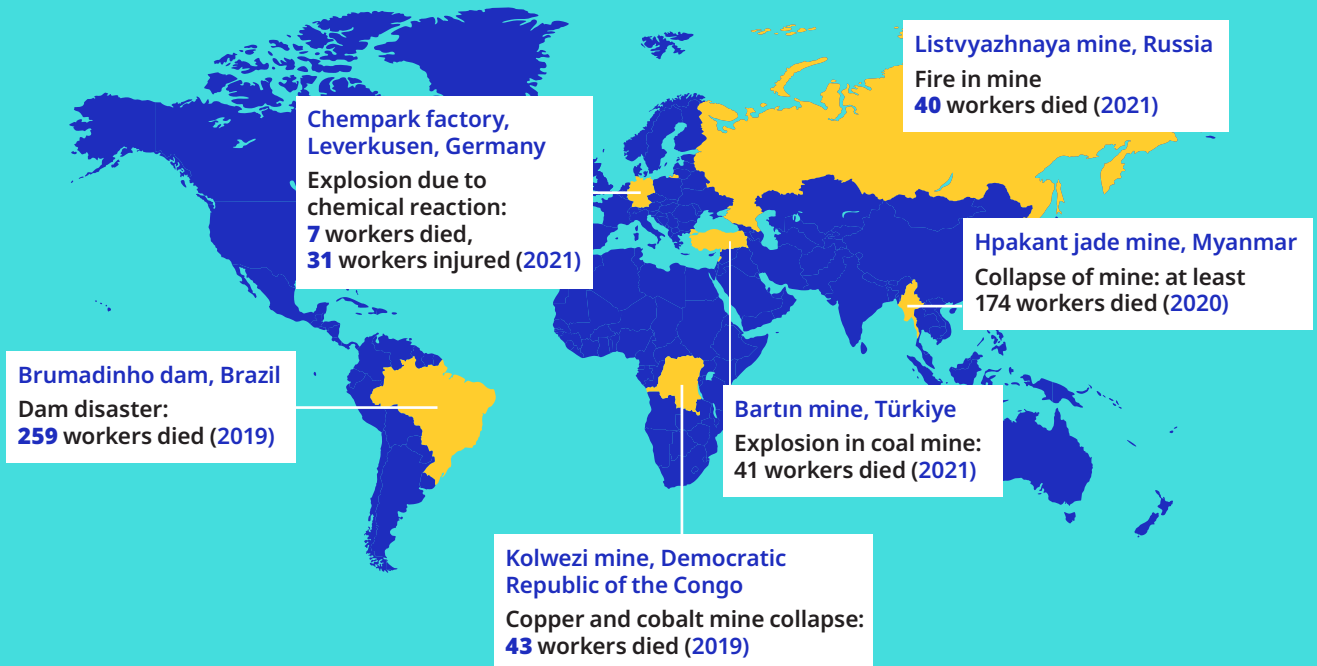 Listvyazhnaya mine, Russia
Fire in mine
40 workers died (2021)
Chempark factory,
Leverkusen, Germany
Explosion due to
chemical reaction:
7 workers died,
31 workers injured (2021)
Hpakant jade mine, Myanmar
Collapse of mine: at least
174 workers died (2020)
Brumadinho dam, Brazil
Dam disaster:
259 workers died (2019)
Bartın mine, Türkiye
Explosion in coal mine:
41 workers died (2021)
Kolwezi mine, Democratic
Republic of the Congo
Copper and cobalt mine collapse:
43 workers died (2019)